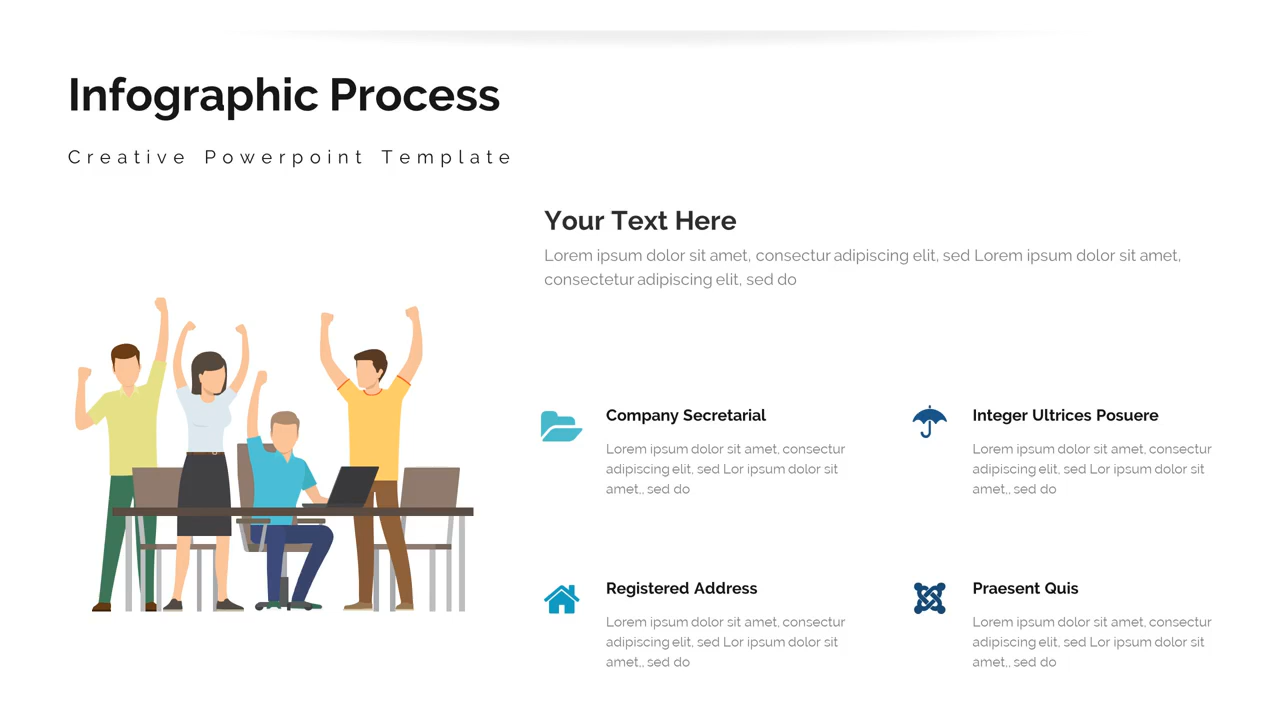 Infographic Process
Creative Powerpoint Template
Your Text Here
Lorem ipsum dolor sit amet, consectur adipiscing elit, sed Lorem ipsum dolor sit amet,
consectetur adipiscing elit, sed do
Company Secretarial
Lorem ipsum dolor sit amet, consectur
adipiscing elit, sed Lor ipsum dolor sit
amet,, sed do
Integer Ultrices Posuere
Lorem ipsum dolor sit amet, consectur
adipiscing elit, sed Lor ipsum dolor sit
amet,, sed do
Registered Address
Lorem ipsum dolor sit amet, consectur
adipiscing elit, sed Lor ipsum dolor sit
amet,, sed do
Praesent Quis
Lorem ipsum dolor sit amet, consectur
adipiscing elit, sed Lor ipsum dolor sit
amet,, sed do